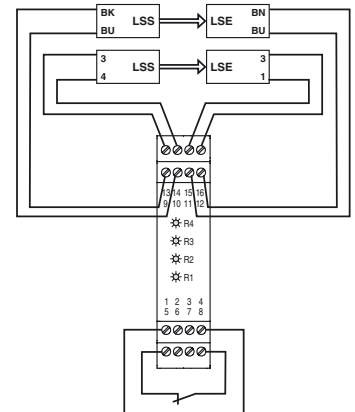 BK LSS LSE BN
BU BU
3 LSS LSE 3
4 1
13 14 15 16
9 10 11 12
R4
R3
R2
R1
1 2 3 4
5 6 7 8